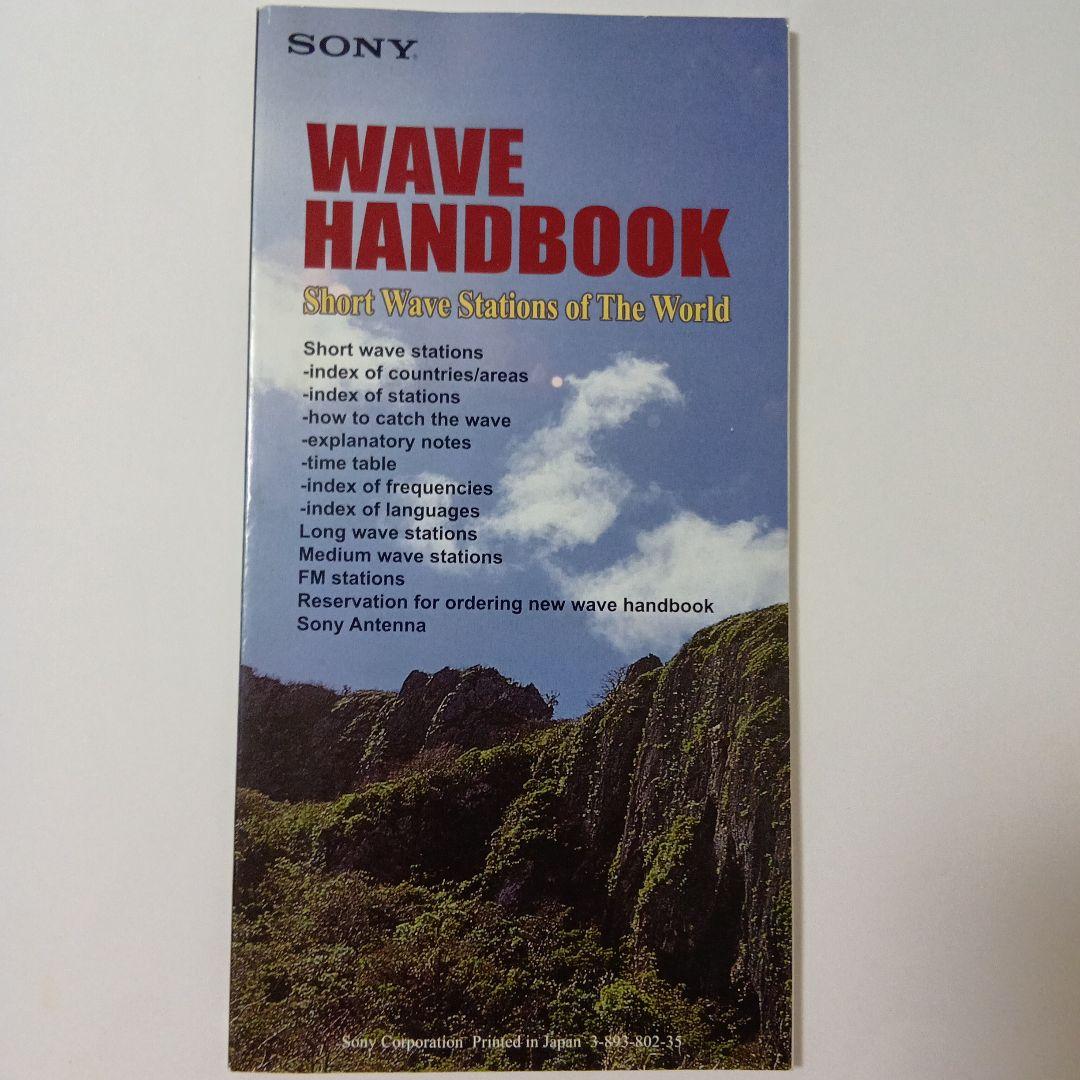 SONY
WAVE
HANDBOOK
Short Wave Stations of The World
Short wave stations
-index of countries/areas
-index of stations
-how to catch the wave
-explanatory notes
-time table
-index of frequencies
-index of languages
Long wave stations
Medium wave stations
FM stations
Reservation for ordering new wave handbook
Sony Antenna
Sony Corporation Printed in Japan 3-893-802-35